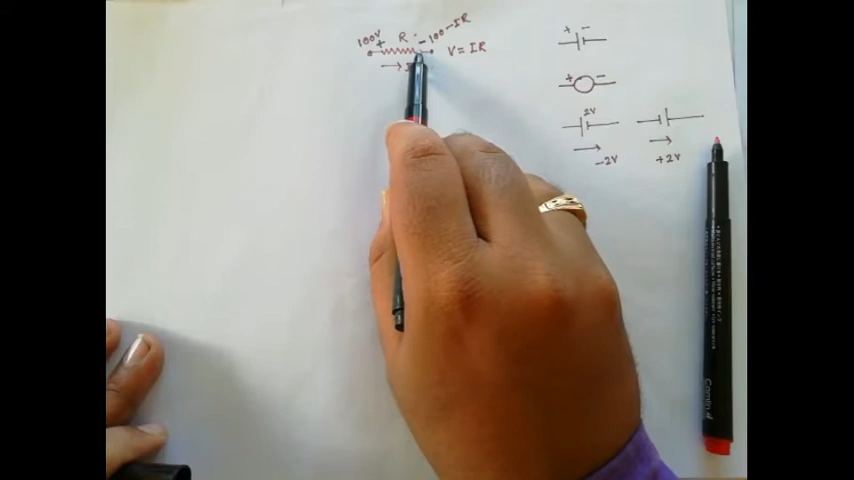 100V + R - 100-IR
V = IR
+ -
+ -
2V
-2V +2V